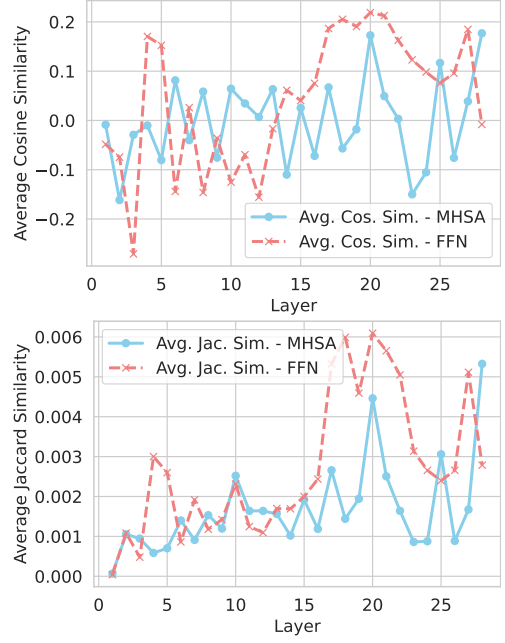 0.2
0.1
0.0
−0.1
−0.2
Average Cosine Similarity
Avg. Cos. Sim. - MHSA
Avg. Cos. Sim. - FFN
0 5 10 15 20 25
Layer
Avg. Jac. Sim. - MHSA
Avg. Jac. Sim. - FFN
0.006
0.005
0.004
0.003
0.002
0.001
0.000
Average Jaccard Similarity
0 5 10 15 20 25
Layer